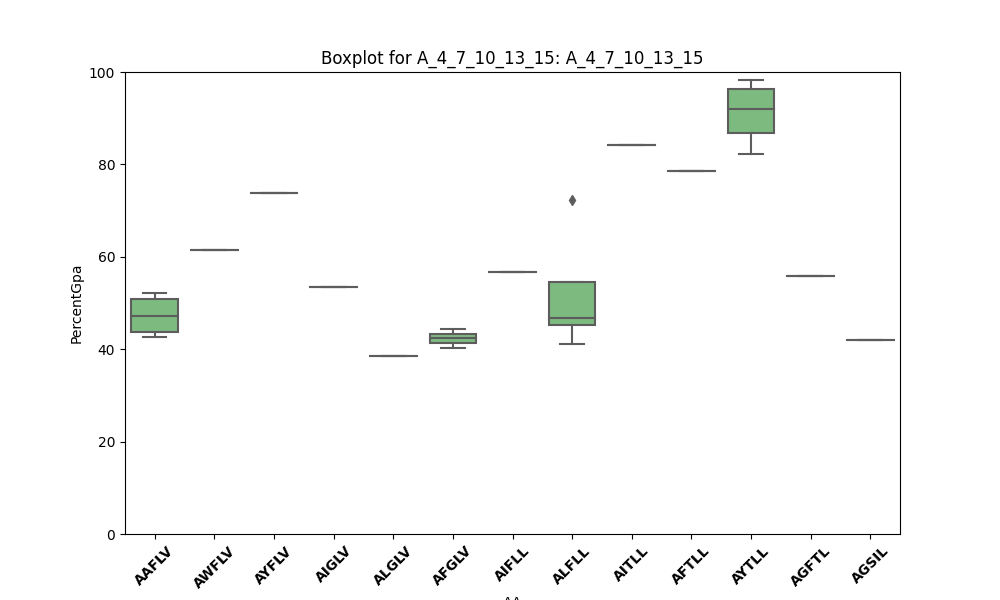 Boxplot for A_4_7_10_13_15: A_4_7_10_13_15
100
80
60
40
20
0
PercentGpa
AAFLV
AWFLV
AYFLV
AIGLV
ALGLV
AFGLV
AIFLL
ALFLL
AITLL
AFTLL
AYTLL
AGFTL
AGSIL